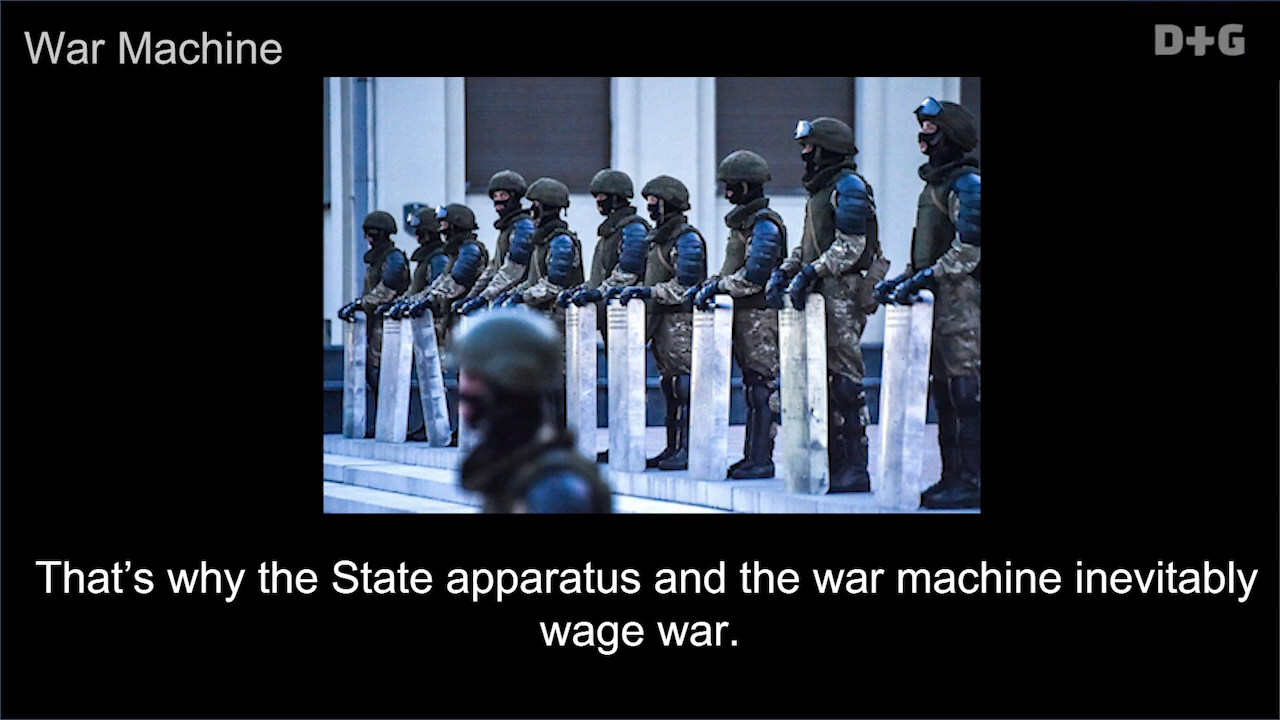 War Machine
D+G
That’s why the State apparatus and the war machine inevitably
wage war.